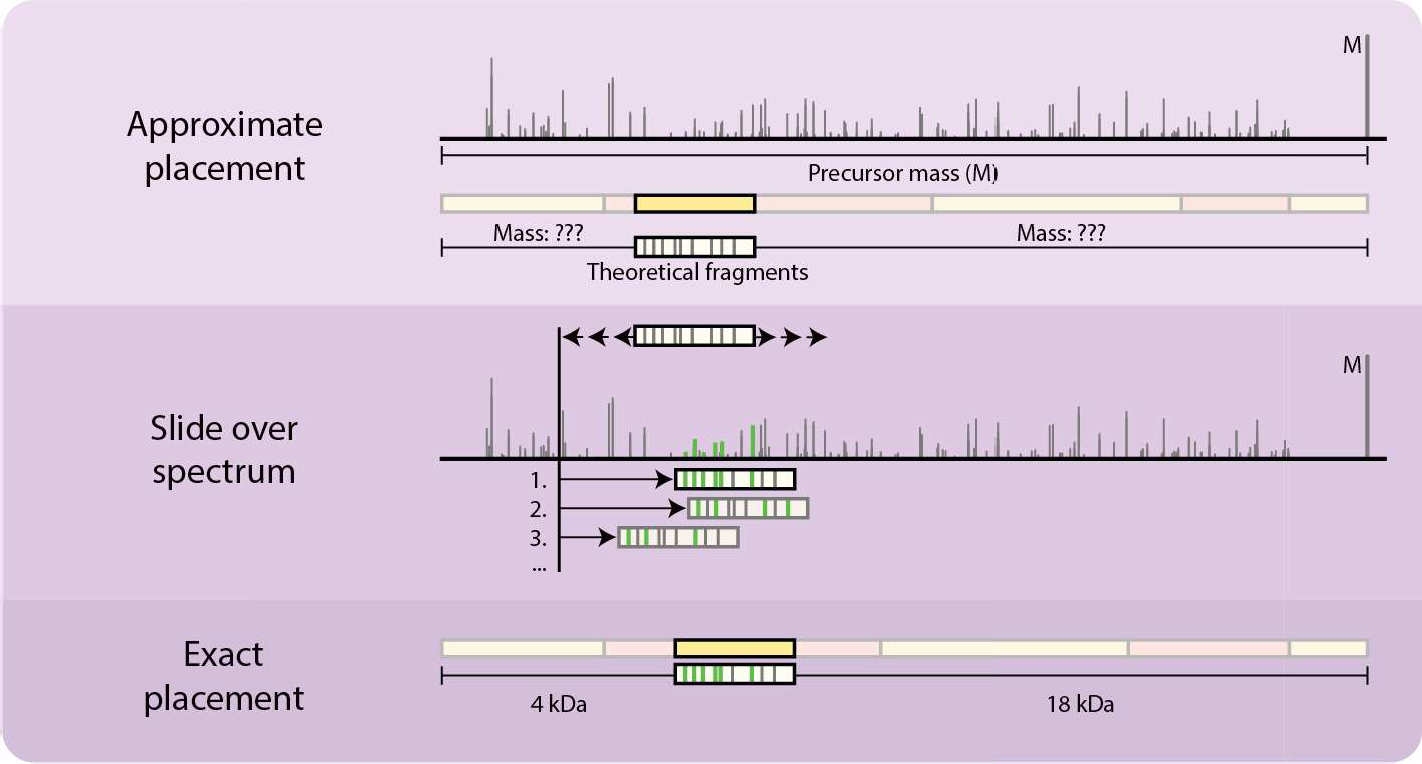 Approximate
placement
M
Precursor mass (M)
Mass: ???
Mass: ???
Theoretical fragments
Slide over
spectrum
M
1.
2.
3.
...
Exact
placement
4 kDa
18 kDa